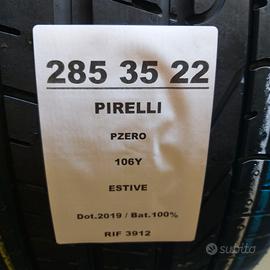 285 35 22
PIRELLI
PZERO
106Y
ESTIVE
Dot.2019 / Bat.100%
RIF 3912
subito